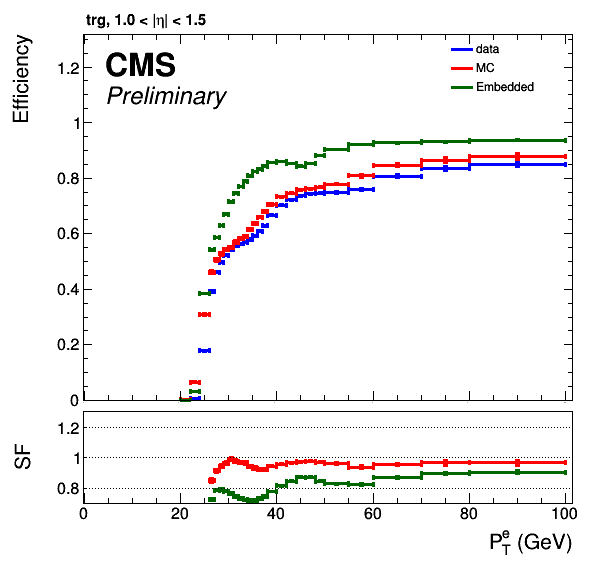 trg, 1.0 < |η| < 1.5
CMS
Preliminary
data
MC
Embedded
Efficiency
1.2
1
0.8
0.6
0.4
0.2
0
SF
1.2
1
0.8
0 20 40 60 80 100
P_T^e (GeV)